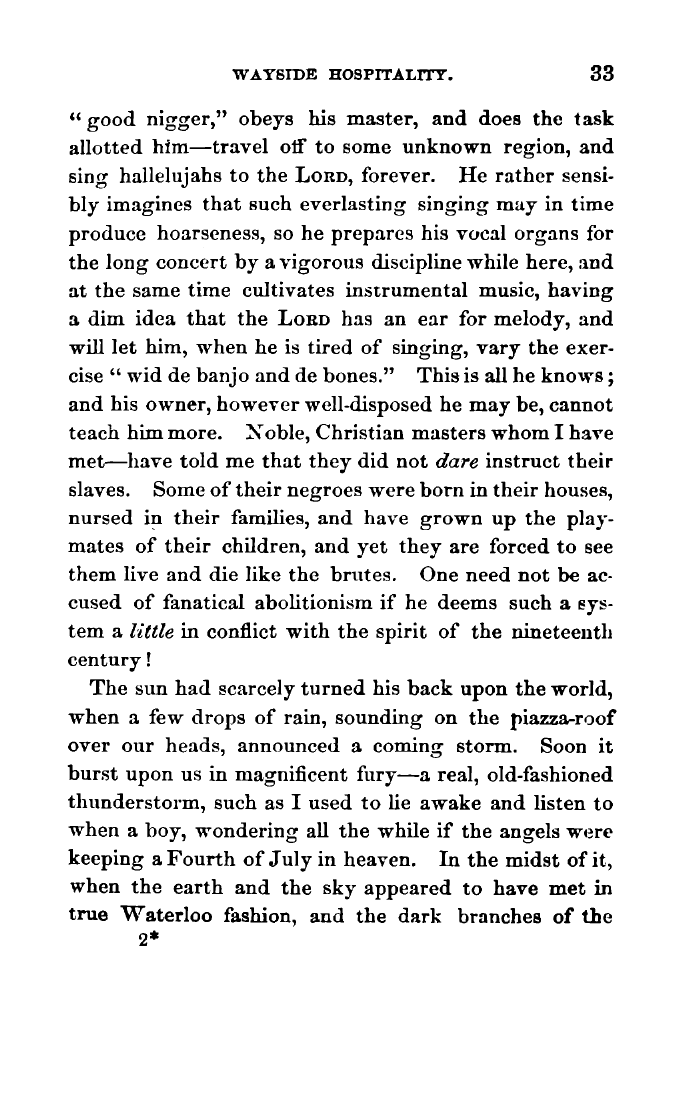 WAYSIDE HOSPITALITY. 33
“ good nigger,” obeys his master, and does the task
allotted him—travel off to some unknown region, and
sing hallelujahs to the LORD, forever. He rather sensi-
bly imagines that such everlasting singing may in time
produce hoarseness, so he prepares his vocal organs for
the long concert by a vigorous discipline while here, and
at the same time cultivates instrumental music, having
a dim idea that the LORD has an ear for melody, and
will let him, when he is tired of singing, vary the exer-
cise “ wid de banjo and de bones.” This is all he knows ;
and his owner, however well-disposed he may be, cannot
teach him more. Noble, Christian masters whom I have
met—have told me that they did not dare instruct their
slaves. Some of their negroes were born in their houses,
nursed in their families, and have grown up the play-
mates of their children, and yet they are forced to see
them live and die like the brutes. One need not be ac-
cused of fanatical abolitionism if he deems such a sys-
tem a little in conflict with the spirit of the nineteenth
century !
The sun had scarcely turned his back upon the world,
when a few drops of rain, sounding on the piazza-roof
over our heads, announced a coming storm. Soon it
burst upon us in magnificent fury—a real, old-fashioned
thunderstorm, such as I used to lie awake and listen to
when a boy, wondering all the while if the angels were
keeping a Fourth of July in heaven. In the midst of it,
when the earth and the sky appeared to have met in
true Waterloo fashion, and the dark branches of the
2*